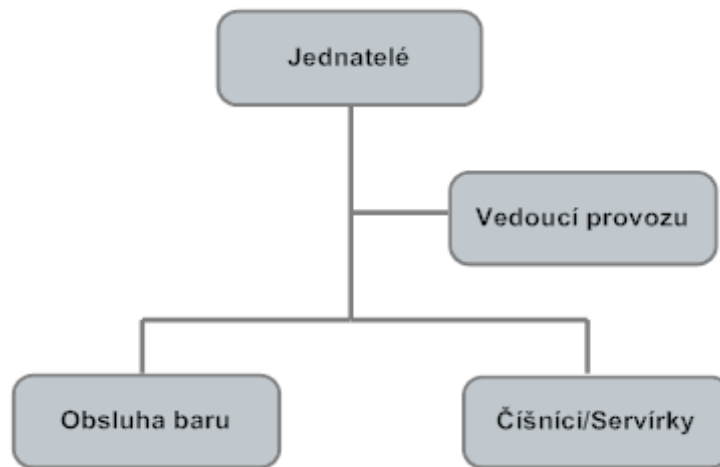 Jednatelé
Vedoucí provozu
Obsluha baru
Číšníci/Servírky